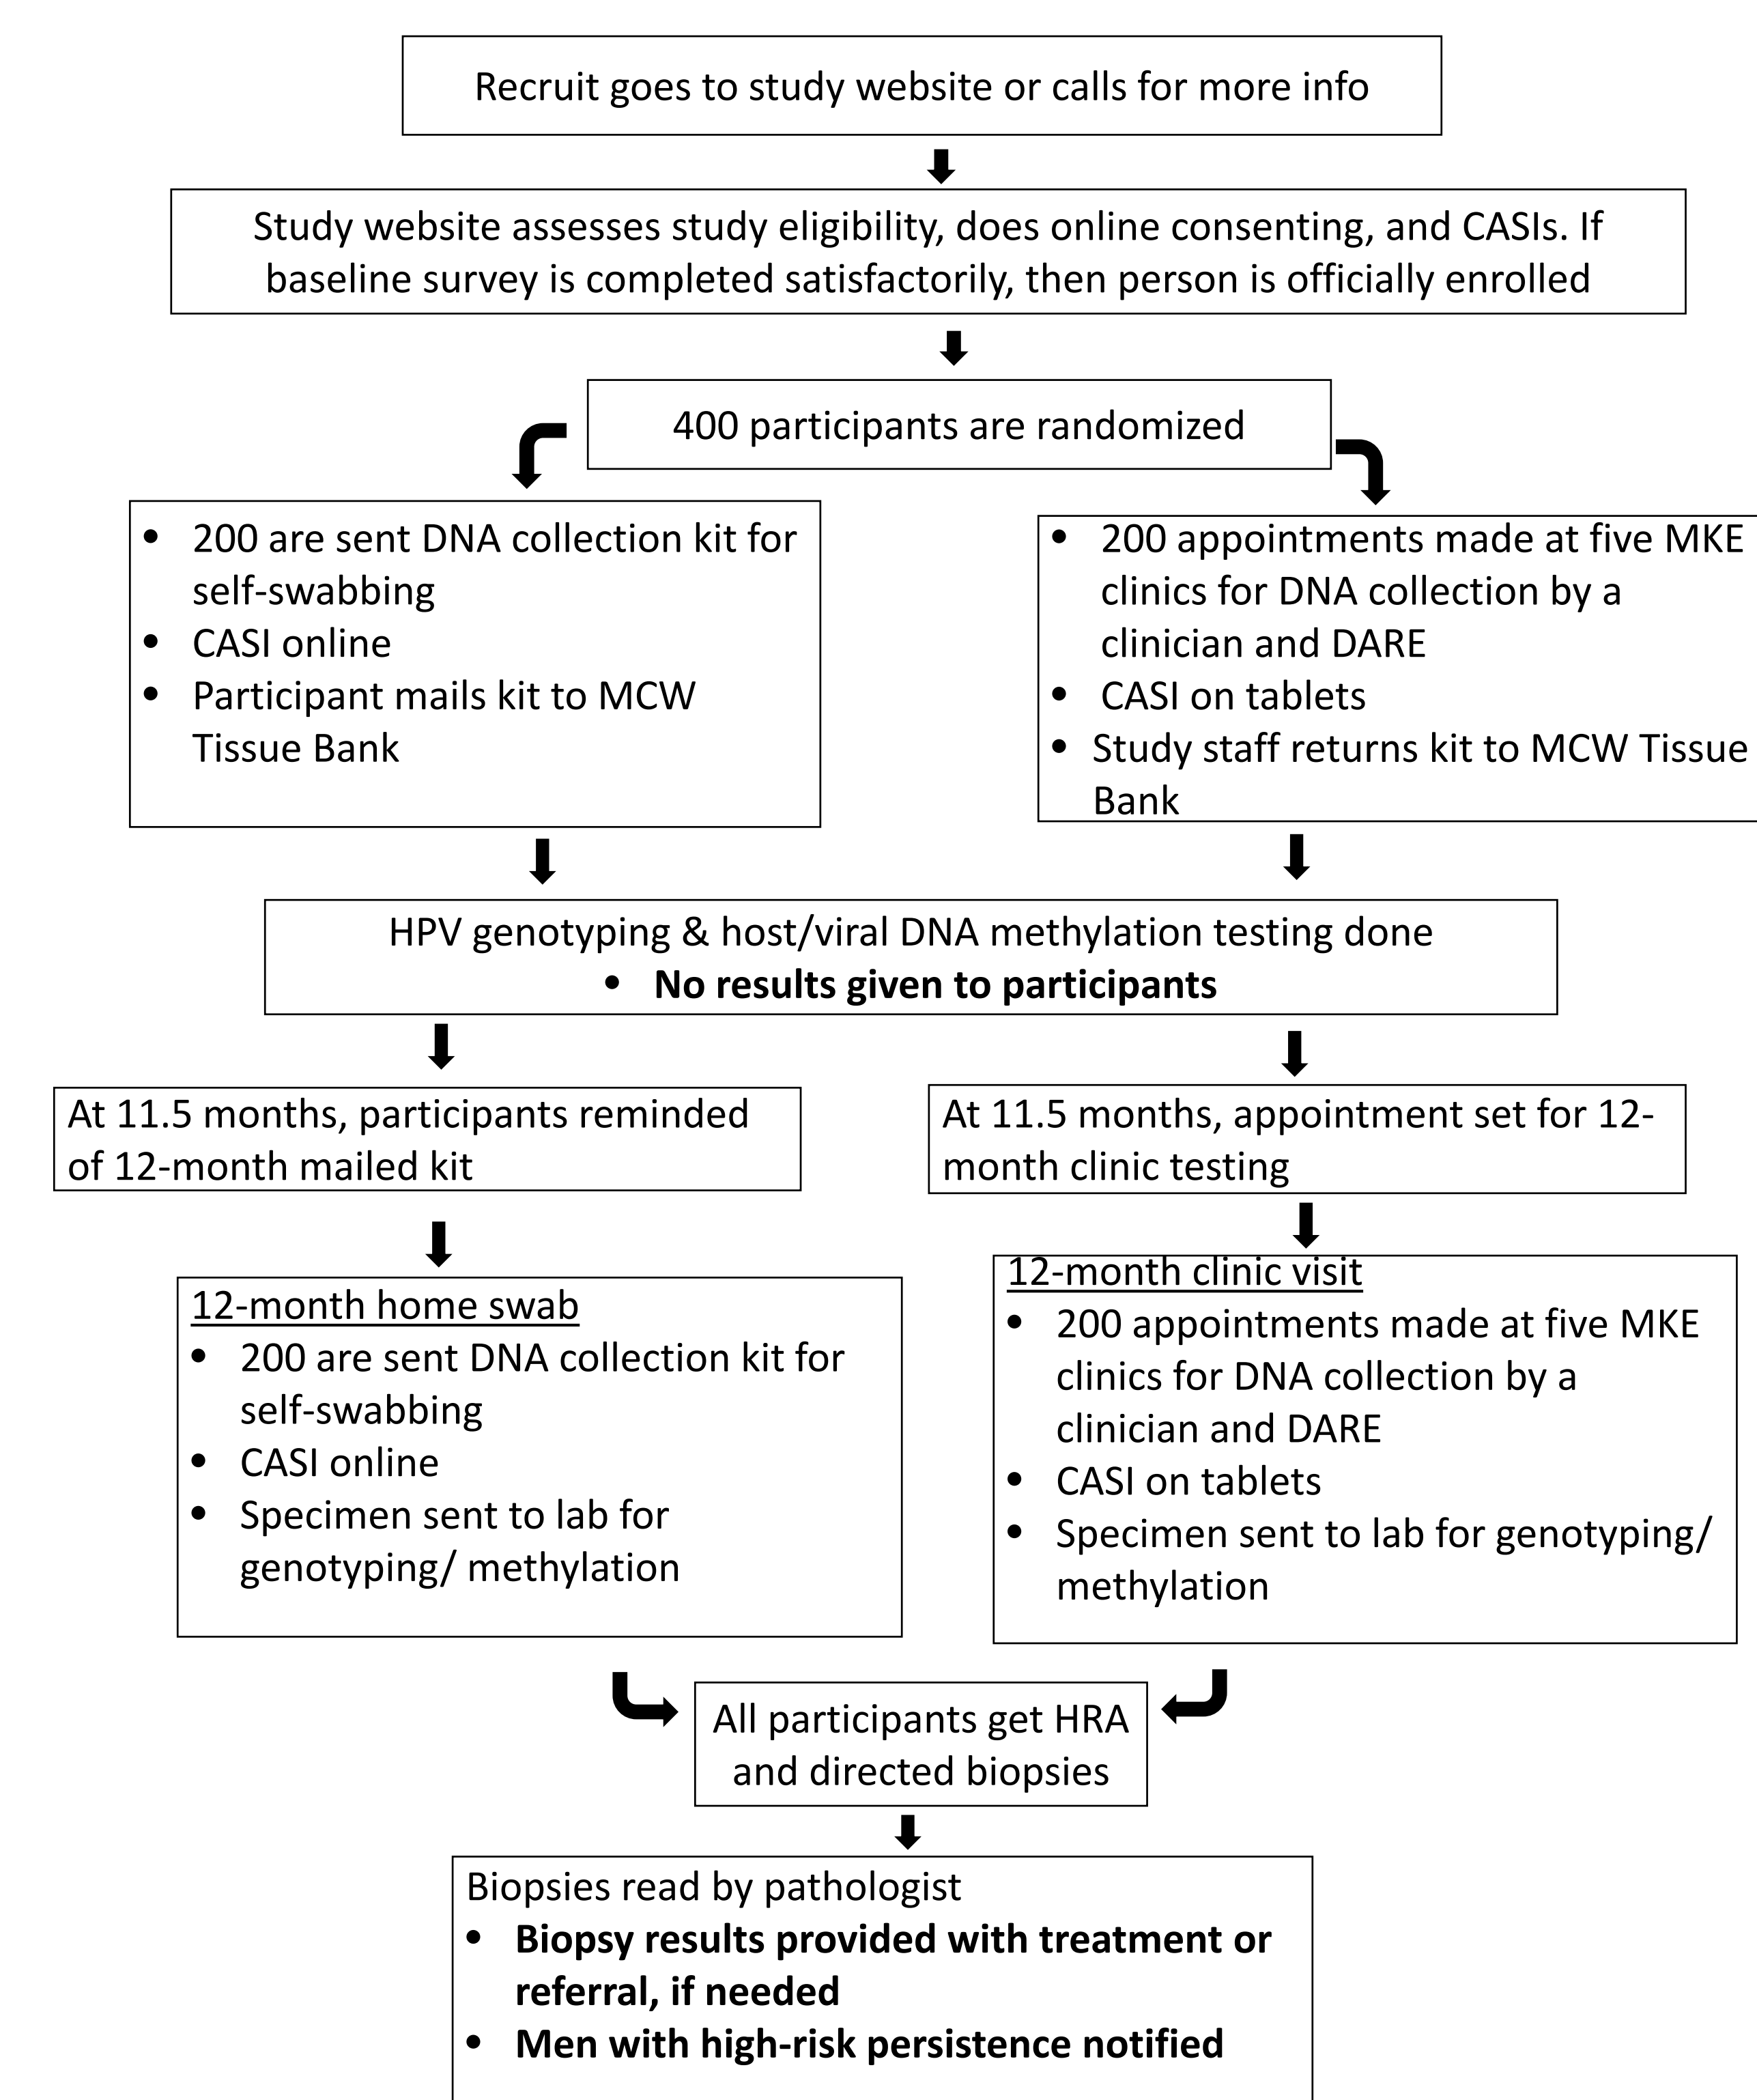 Recruit goes to study website or calls for more info
Study website assesses study eligibility, does online consenting, and CASIs. If
baseline survey is completed satisfactorily, then person is officially enrolled
400 participants are randomized
• 200 are sent DNA collection kit for
self-swabbing
• CASI online
• Participant mails kit to MCW
Tissue Bank
• 200 appointments made at five MKE
clinics for DNA collection by a
clinician and DARE
• CASI on tablets
• Study staff returns kit to MCW Tissue
Bank
HPV genotyping & host/viral DNA methylation testing done
• No results given to participants
At 11.5 months, participants reminded
of 12-month mailed kit
At 11.5 months, appointment set for 12-
month clinic testing
12-month home swab
• 200 are sent DNA collection kit for
self-swabbing
• CASI online
• Specimen sent to lab for
genotyping/ methylation
12-month clinic visit
• 200 appointments made at five MKE
clinics for DNA collection by a
clinician and DARE
• CASI on tablets
• Specimen sent to lab for genotyping/
methylation
All participants get HRA
and directed biopsies
Biopsies read by pathologist
• Biopsy results provided with treatment or
referral, if needed
• Men with high-risk persistence notified